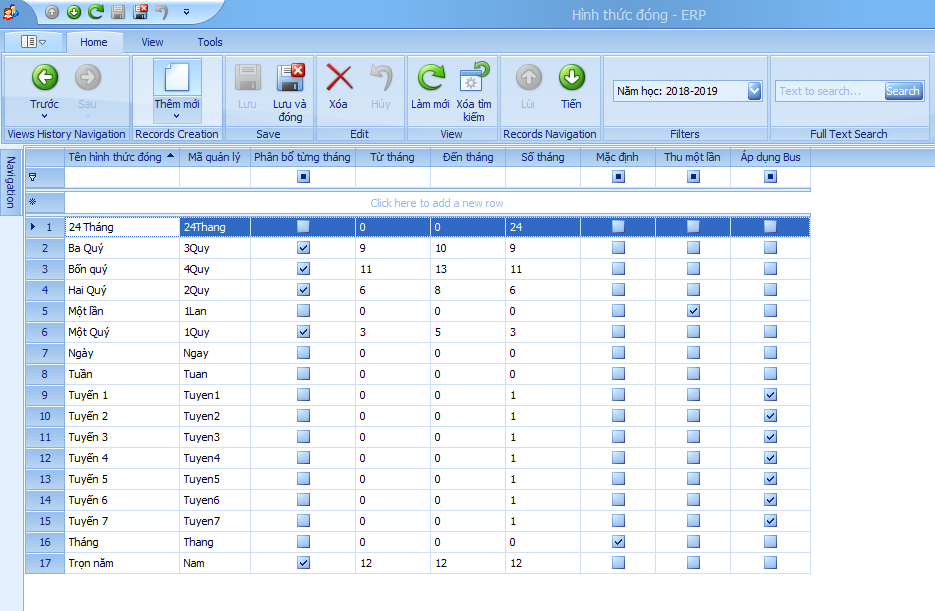 Hình thức đóng - ERP
Home View Tools
Trước Sau Thêm mới Lưu Lưu và đóng Xóa Hủy Làm mới Xóa tìm kiếm Lùi Tiến Năm học: 2018-2019 Text to search... Search
Views History Navigation Records Creation Save Edit View Records Navigation Filters Full Text Search
Navigation
Tên hình thức đóng Mã quản lý Phân bổ từng tháng Từ tháng Đến tháng Số tháng Mặc định Thu một lần Áp dụng Bus
Click here to add a new row
1 24 Tháng 24Thang 0 0 24
2 Ba Quý 3Quy 9 10 9
3 Bốn quý 4Quy 11 13 11
4 Hai Quý 2Quy 6 8 6
5 Một lần 1Lan 0 0 0
6 Một Quý 1Quy 3 5 3
7 Ngày Ngay 0 0 0
8 Tuần Tuan 0 0 0
9 Tuyến 1 Tuyen1 0 0 1
10 Tuyến 2 Tuyen2 0 0 1
11 Tuyến 3 Tuyen3 0 0 1
12 Tuyến 4 Tuyen4 0 0 1
13 Tuyến 5 Tuyen5 0 0 1
14 Tuyến 6 Tuyen6 0 0 1
15 Tuyến 7 Tuyen7 0 0 1
16 Tháng Thang 0 0 0
17 Trọn năm Nam 12 12 12